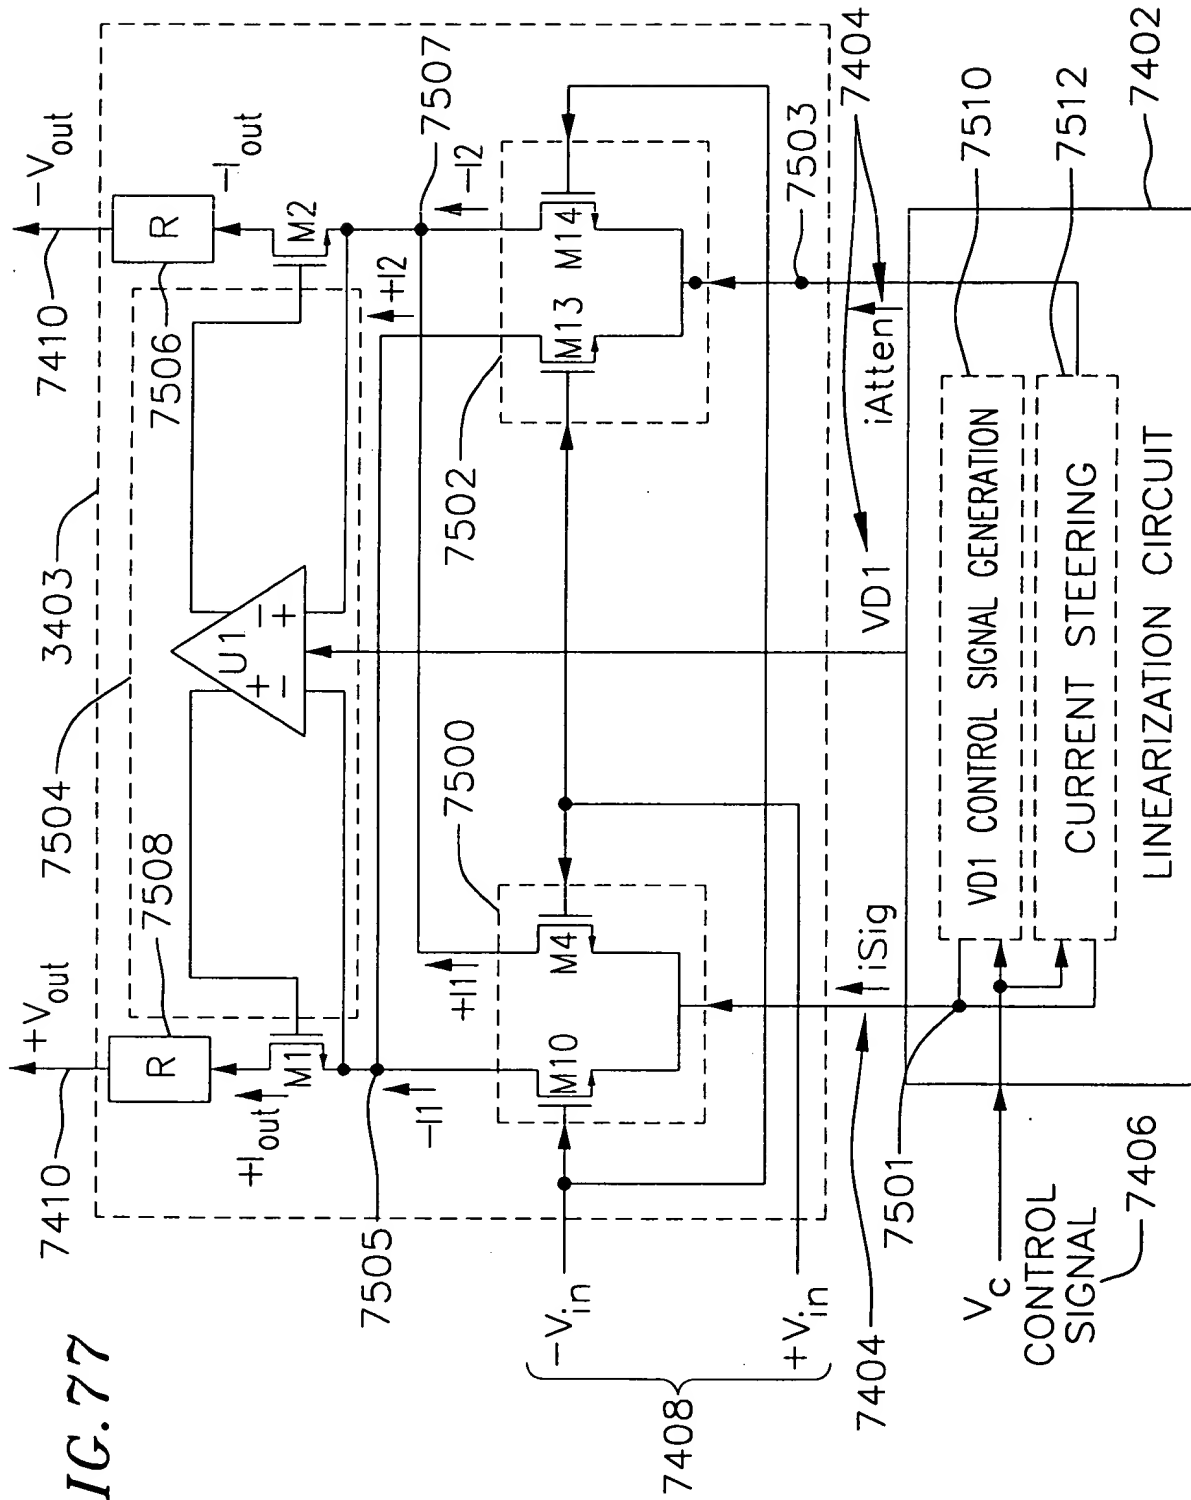 7410
+Vout
7508
7504
3403
7506
7410
−Vout
R
+Iout
M1
U1
+
−
−
+
R
−Iout
M2
7505
−I1
+I1
+I2
−I2
7507
7500
7502
M10
M4
M13
M14
−Vin
+Vin
7408
7404
iSig
VD1
iAtten
7503
7404
7501
Vc
CONTROL
SIGNAL
7406
VD1 CONTROL SIGNAL GENERATION
CURRENT STEERING
LINEARIZATION CIRCUIT
7510
7512
7402
IG. 77